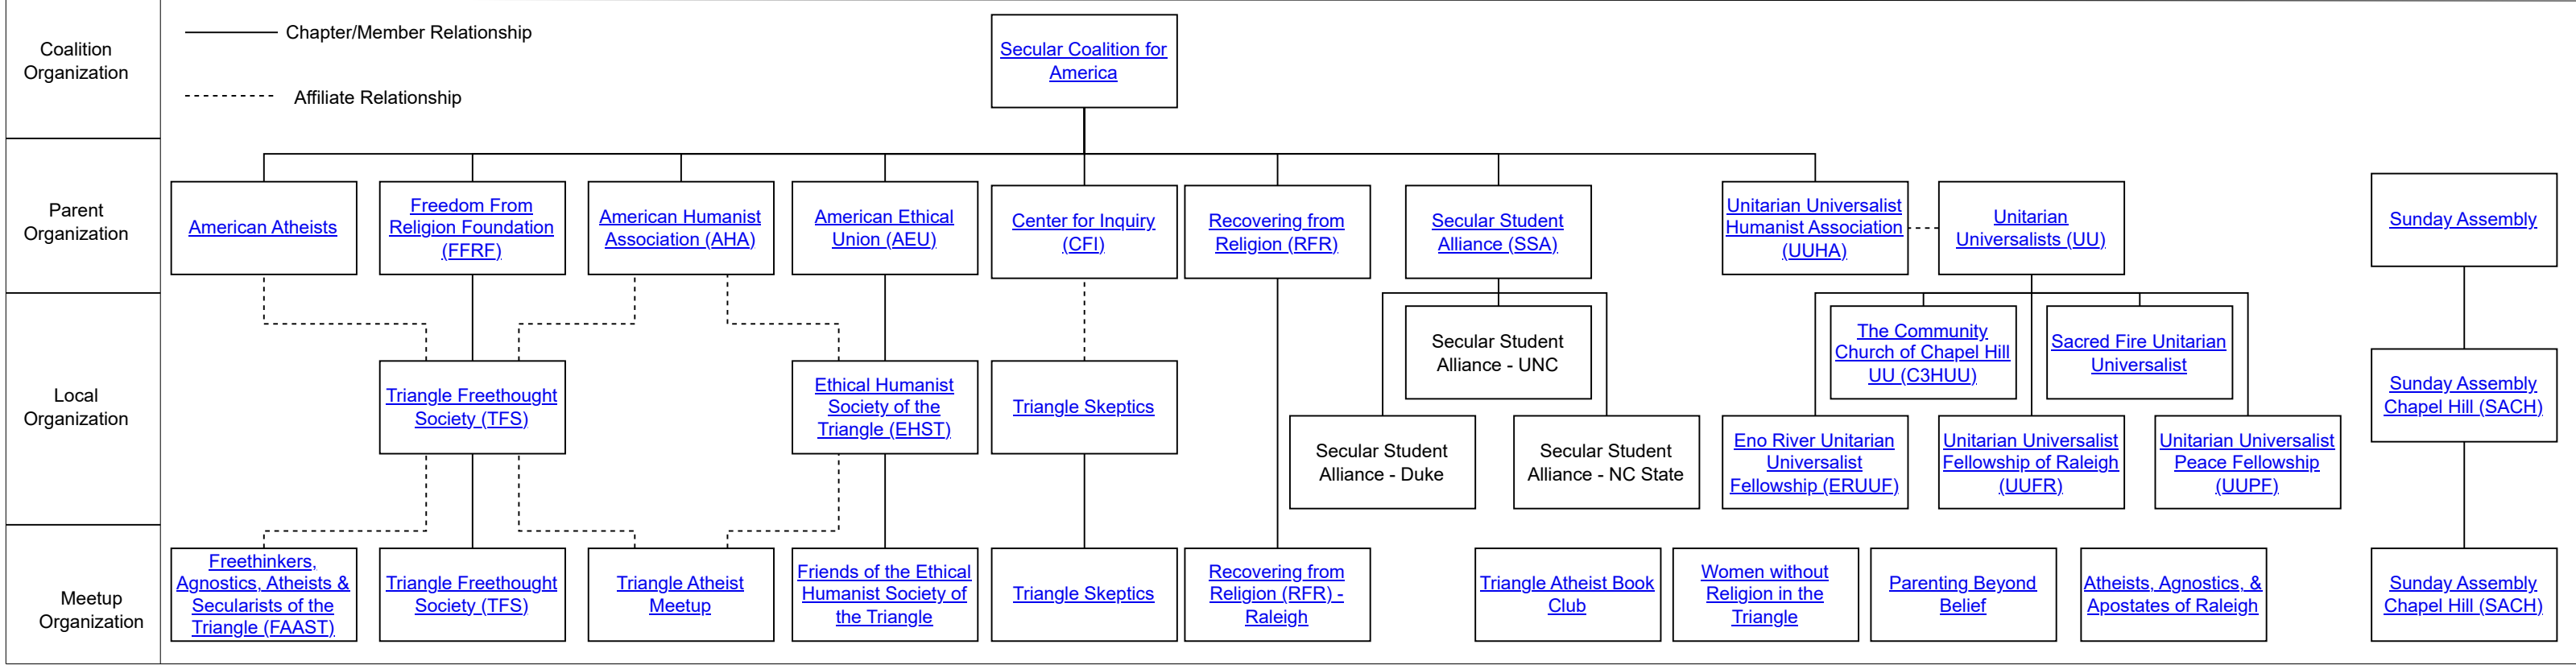 Coalition
Organization
Chapter/Member Relationship
Affiliate Relationship
Secular Coalition for
America
Parent
Organization
American Atheists
Freedom From
Religion Foundation
(FFRF)
American Humanist
Association (AHA)
American Ethical
Union (AEU)
Center for Inquiry
(CFI)
Recovering from
Religion (RFR)
Secular Student
Alliance (SSA)
Unitarian Universalist
Humanist Association
(UUHA)
Unitarian
Universalists (UU)
Sunday Assembly
Local
Organization
Triangle Freethought
Society (TFS)
Ethical Humanist
Society of the
Triangle (EHST)
Triangle Skeptics
Secular Student
Alliance - UNC
Secular Student
Alliance - Duke
Secular Student
Alliance - NC State
The Community
Church of Chapel Hill
UU (C3HUU)
Sacred Fire Unitarian
Universalist
Eno River Unitarian
Universalist
Fellowship (ERUUF)
Unitarian Universalist
Fellowship of Raleigh
(UUFR)
Unitarian Universalist
Peace Fellowship
(UUPF)
Sunday Assembly
Chapel Hill (SACH)
Meetup
Organization
Freethinkers,
Agnostics, Atheists &
Secularists of the
Triangle (FAAST)
Triangle Freethought
Society (TFS)
Triangle Atheist
Meetup
Friends of the Ethical
Humanist Society of
the Triangle
Triangle Skeptics
Recovering from
Religion (RFR) -
Raleigh
Triangle Atheist Book
Club
Women without
Religion in the
Triangle
Parenting Beyond
Belief
Atheists, Agnostics, &
Apostates of Raleigh
Sunday Assembly
Chapel Hill (SACH)